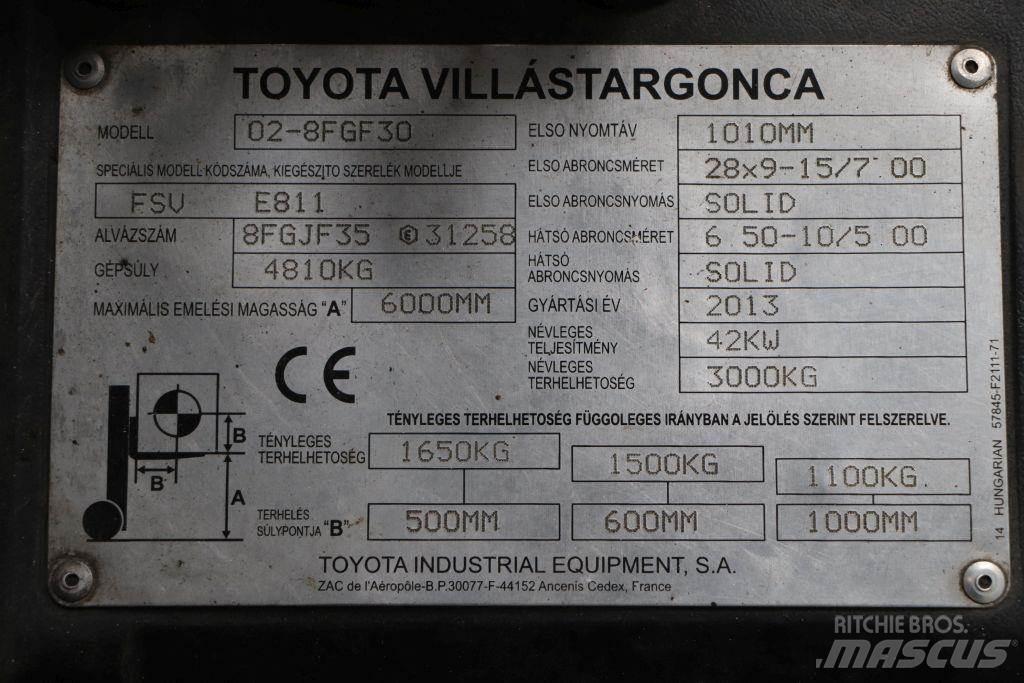 TOYOTA VILLÁSTARGONCA
MODELL 02-8FGF30
SPECIÁLIS MODELL-KÓDSZÁMA, KIEGÉSZITO SZERELÉK MODELLJE
FSV E811
ALVÁZSZÁM 8FGJF35 E 31258
GÉPSÚLY 4810KG
MAXIMÁLIS EMELÉSI MAGASSÁG "A" 6000MM
ELSO NYOMTÁV 1010MM
ELSO ABRONCSMÉRET 28x9-15/7 00
ELSO ABRONCSNYOMÁS SOLID
HÁTSÓ ABRONCSMÉRET 6 50-10/5 00
HÁTSÓ
ABRONCSNYOMÁS SOLID
GYÁRTÁSI ÉV 2013
NÉVLEGES
TELJESÍTMÉNY 42KW
NÉVLEGES
TERHELHETOSÉG 3000KG
CE
B
B
A
TÉNYLEGES TERHELHETOSÉG FÜGGOLEGES IRÁNYBAN A JELÖLÉS SZERINT FELSZERELVE.
TÉNYLEGES
TERHELHETOSÉG 1650KG 1500KG 1100KG
TERHELÉS
SÚLYPONTJA "B" 500MM 600MM 1000MM
TOYOTA INDUSTRIAL EQUIPMENT, S.A.
ZAC de l'Aéropôle-B.P.30077-F-44152 Ancenis Cedex, France
14 HUNGARIAN 57845-F2111-71
RITCHIE BROS.
MASCUS